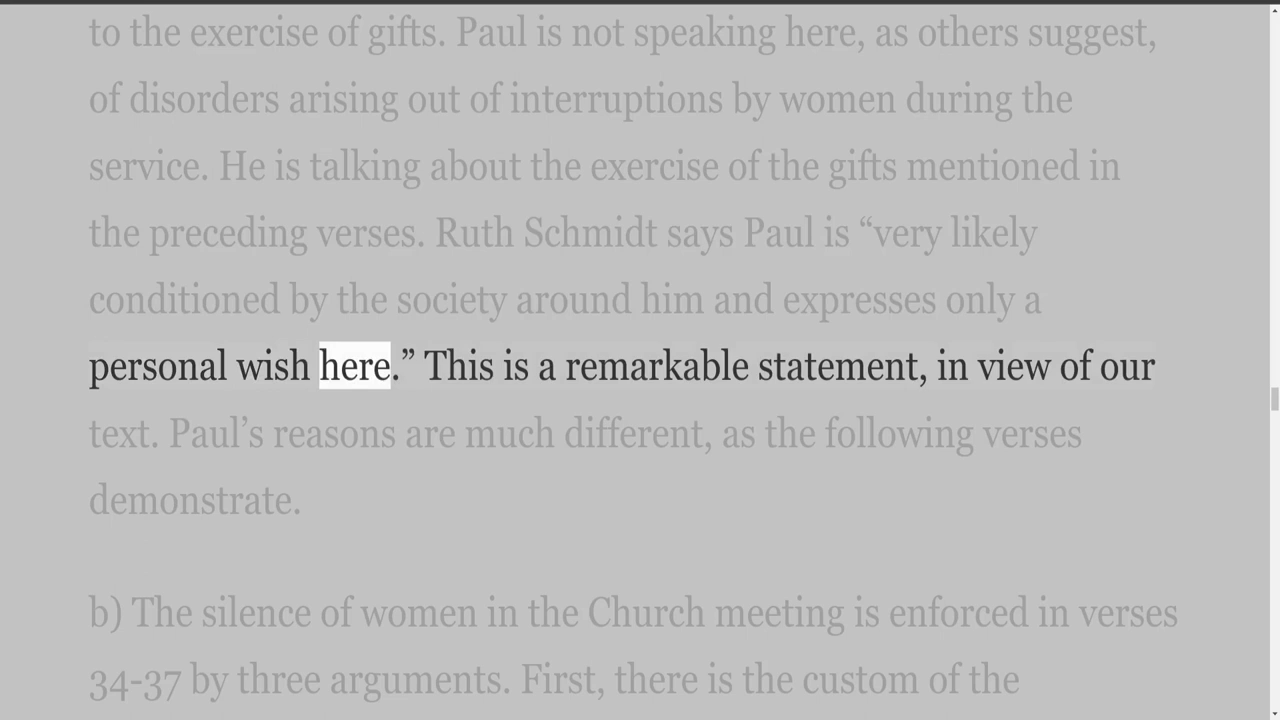 to the exercise of gifts. Paul is not speaking here, as others suggest,
of disorders arising out of interruptions by women during the
service. He is talking about the exercise of the gifts mentioned in
the preceding verses. Ruth Schmidt says Paul is “very likely
conditioned by the society around him and expresses only a
personal wish here.” This is a remarkable statement, in view of our
text. Paul’s reasons are much different, as the following verses
demonstrate.
b) The silence of women in the Church meeting is enforced in verses
34-37 by three arguments. First, there is the custom of the